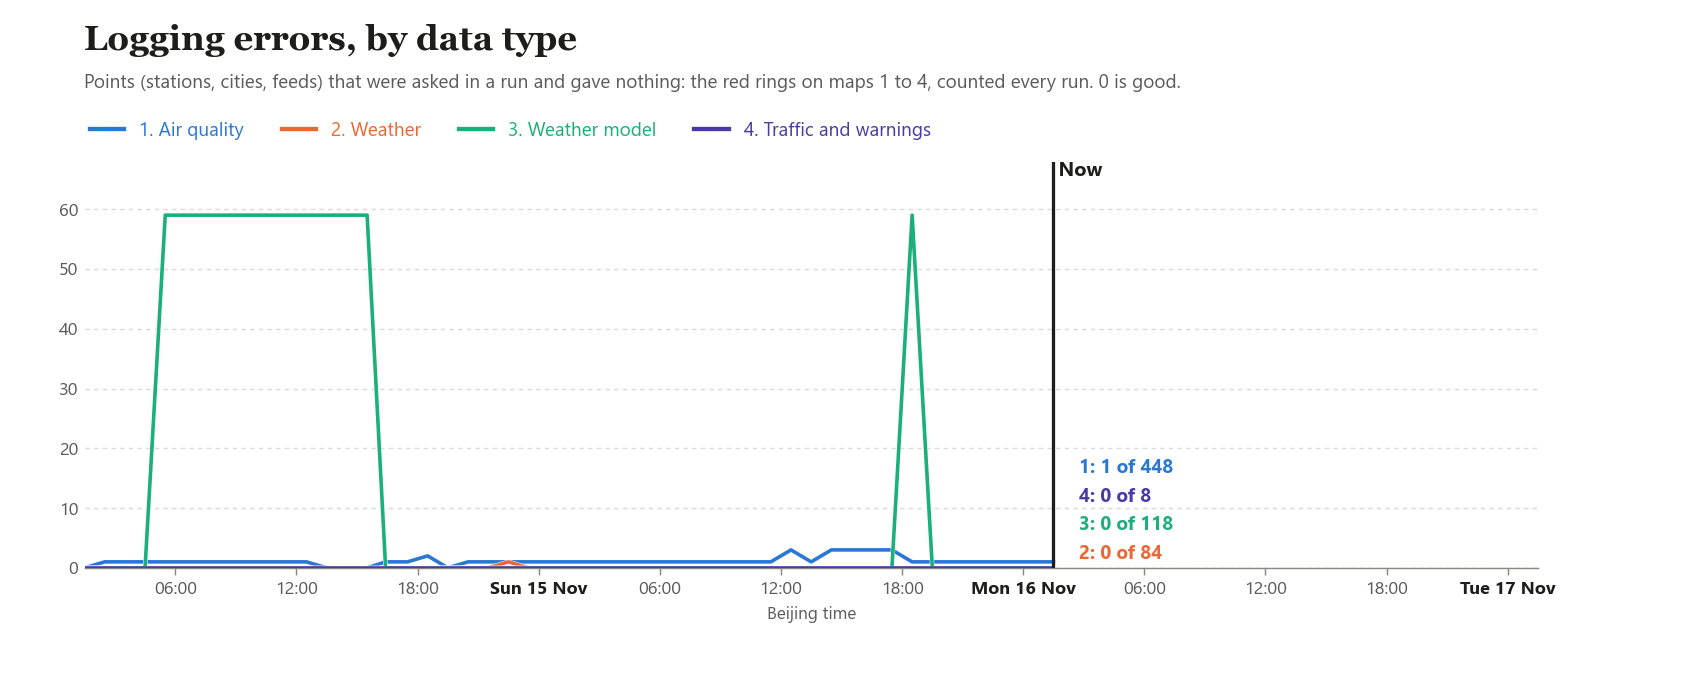 Logging errors, by data type
Points (stations, cities, feeds) that were asked in a run and gave nothing: the red rings on maps 1 to 4, counted every run. 0 is good.
1. Air quality 2. Weather 3. Weather model 4. Traffic and warnings
Now
60
50
40
30
20
10
0
1: 1 of 448
4: 0 of 8
3: 0 of 118
2: 0 of 84
06:00 12:00 18:00 Sun 15 Nov 06:00 12:00 18:00 Mon 16 Nov 06:00 12:00 18:00 Tue 17 Nov
Beijing time